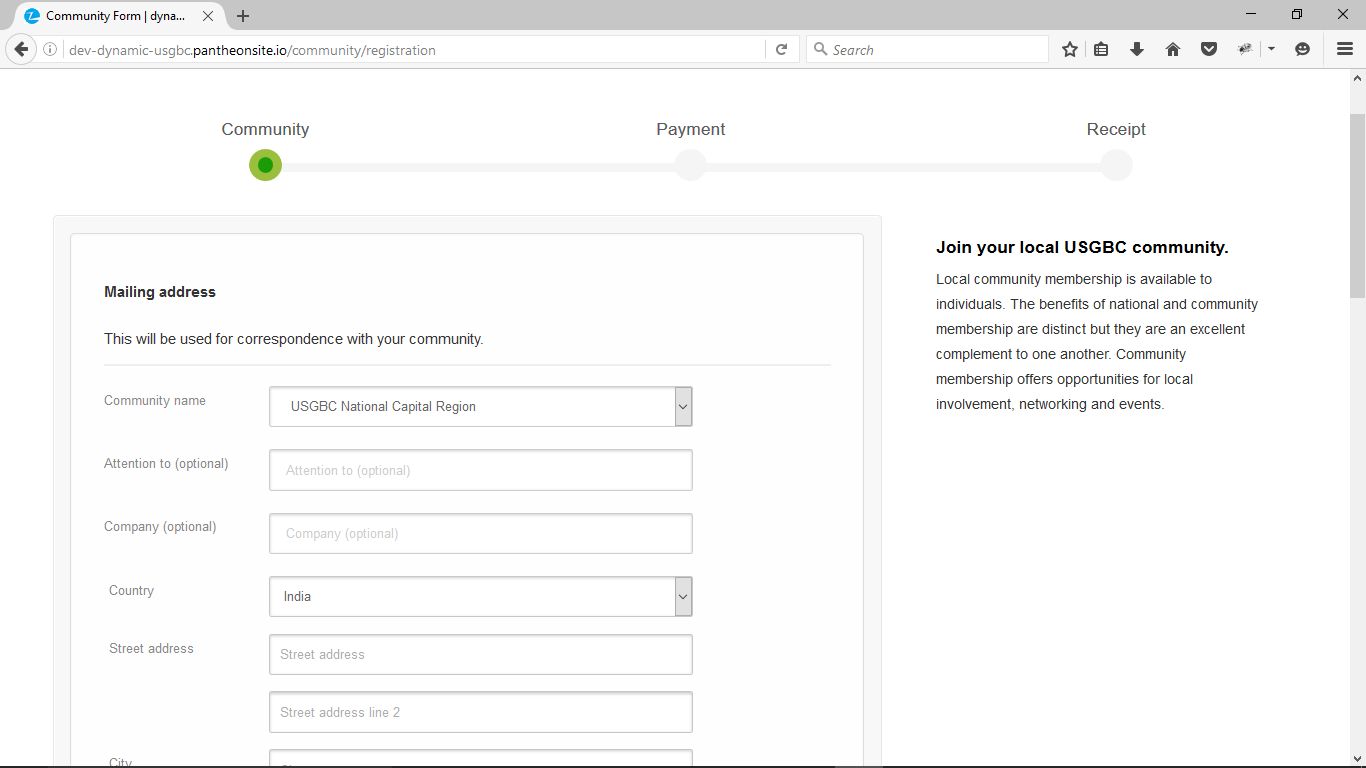 Community Form | dyna...
dev-dynamic-usgbc.pantheonsite.io/community/registration
Search
Community
Payment
Receipt
Mailing address
This will be used for correspondence with your community.
Community name
USGBC National Capital Region
Attention to (optional)
Attention to (optional)
Company (optional)
Company (optional)
Country
India
Street address
Street address
Street address line 2
City
Join your local USGBC community.
Local community membership is available to
individuals. The benefits of national and community
membership are distinct but they are an excellent
complement to one another. Community
membership offers opportunities for local
involvement, networking and events.